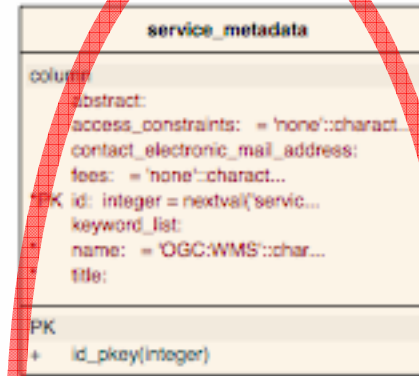 service_metadata
column
abstract:
access_constraints: = 'none'::charact...
contact_electronic_mail_address:
fees: = 'none'::charact...
*PK id: integer = nextval('servic...
keyword_list:
* name: = 'OGC:WMS'::char...
* title:
PK
+ id_pkey(integer)